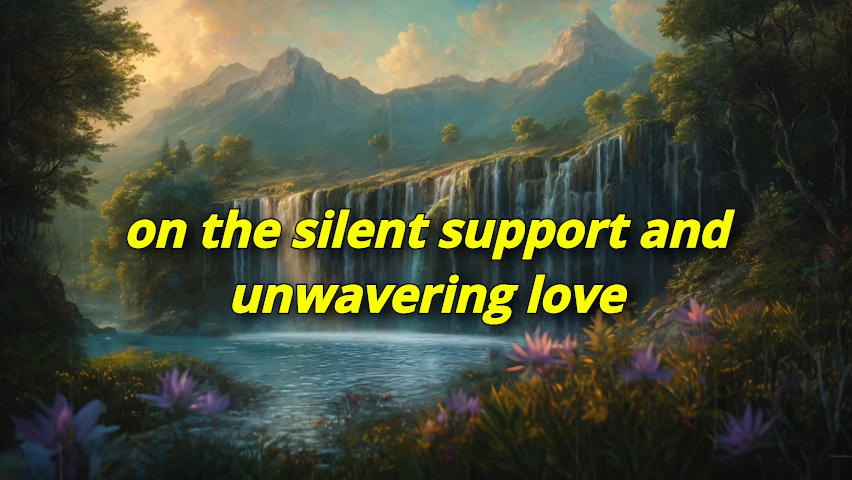 on the silent support and
unwavering love